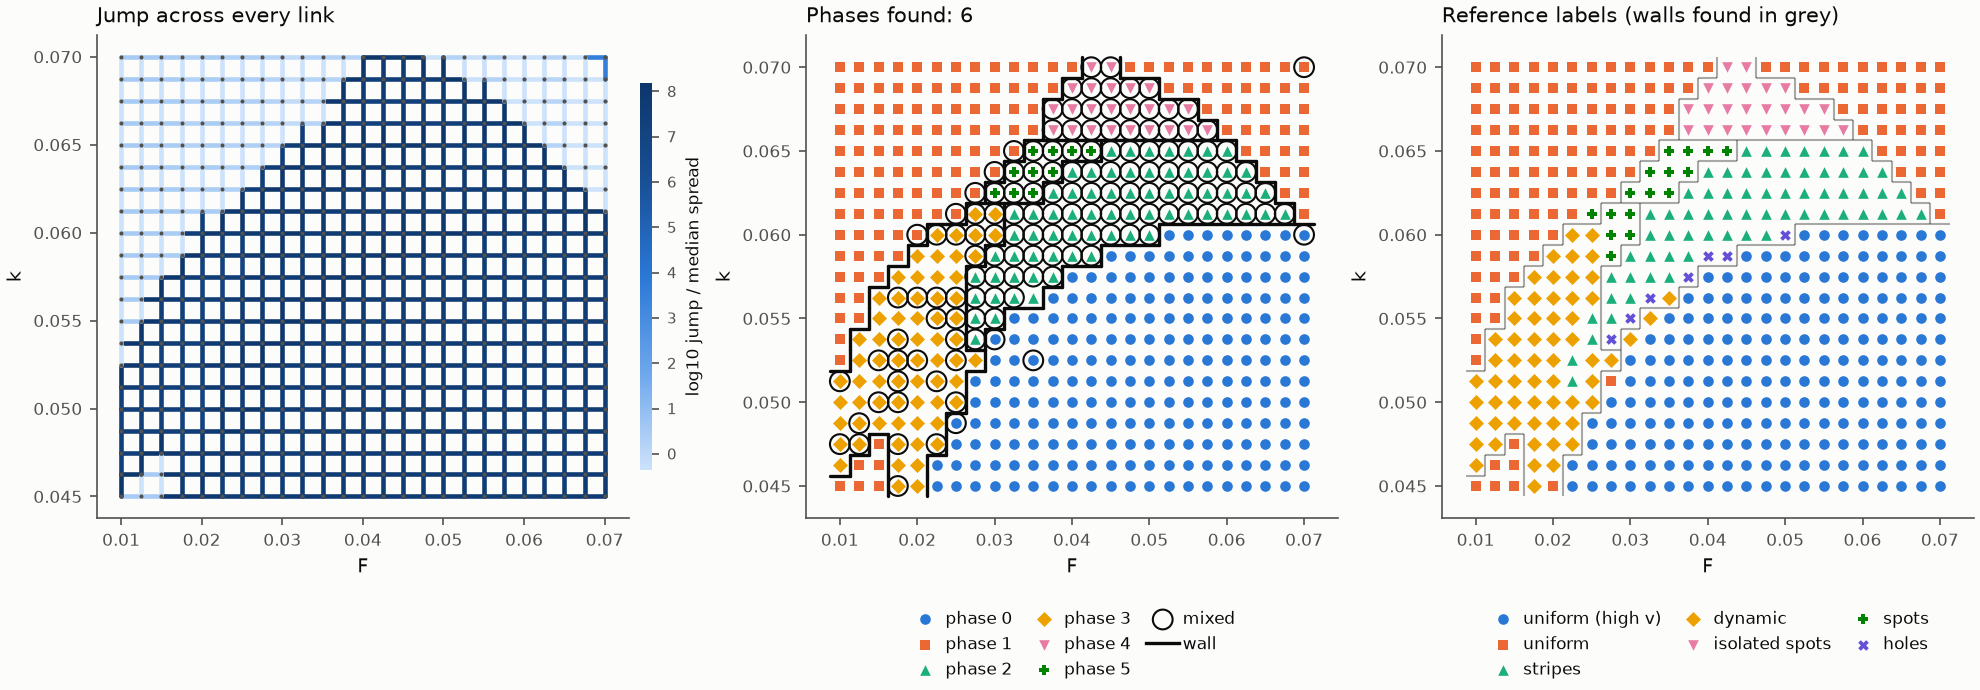 Jump across every link
k
0.070
0.065
0.060
0.055
0.050
0.045
0.01 0.02 0.03 0.04 0.05 0.06 0.07
F
8
7
6
5
4
3
2
1
0
log10 jump / median spread
Phases found: 6
k
0.070
0.065
0.060
0.055
0.050
0.045
0.01 0.02 0.03 0.04 0.05 0.06 0.07
F
phase 0 phase 3 mixed
phase 1 phase 4 wall
phase 2 phase 5
Reference labels (walls found in grey)
k
0.070
0.065
0.060
0.055
0.050
0.045
0.01 0.02 0.03 0.04 0.05 0.06 0.07
F
uniform (high v) dynamic spots
uniform isolated spots holes
stripes